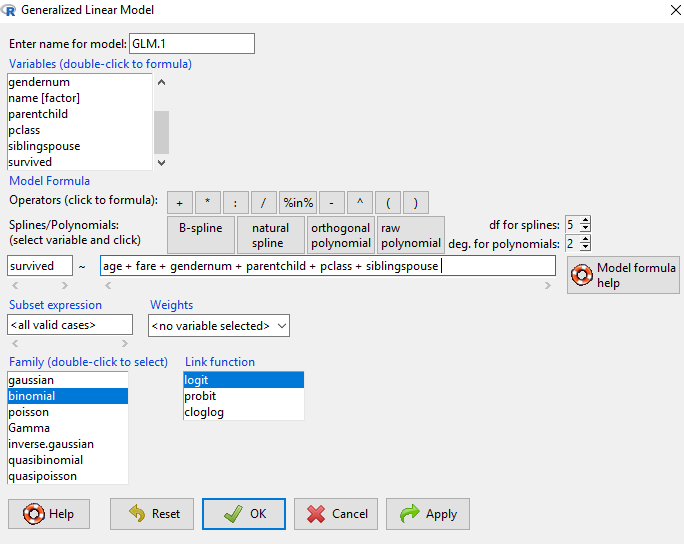 Generalized Linear Model
Enter name for model: GLM.1
Variables (double-click to formula)
gendernum
name [factor]
parentchild
pclass
siblingspouse
survived
Model Formula
Operators (click to formula): + * : / %in% - ^ ( )
Splines/Polynomials:
(select variable and click)
B-spline
natural
spline
orthogonal
polynomial
raw
polynomial
df for splines: 5
deg. for polynomials: 2
survived ~ age + fare + gendernum + parentchild + pclass + siblingspouse
Model formula
help
Subset expression
<all valid cases>
Weights
<no variable selected>
Family (double-click to select)
gaussian
binomial
poisson
Gamma
inverse.gaussian
quasibinomial
quasipoisson
Link function
logit
probit
cloglog
Help Reset OK Cancel Apply